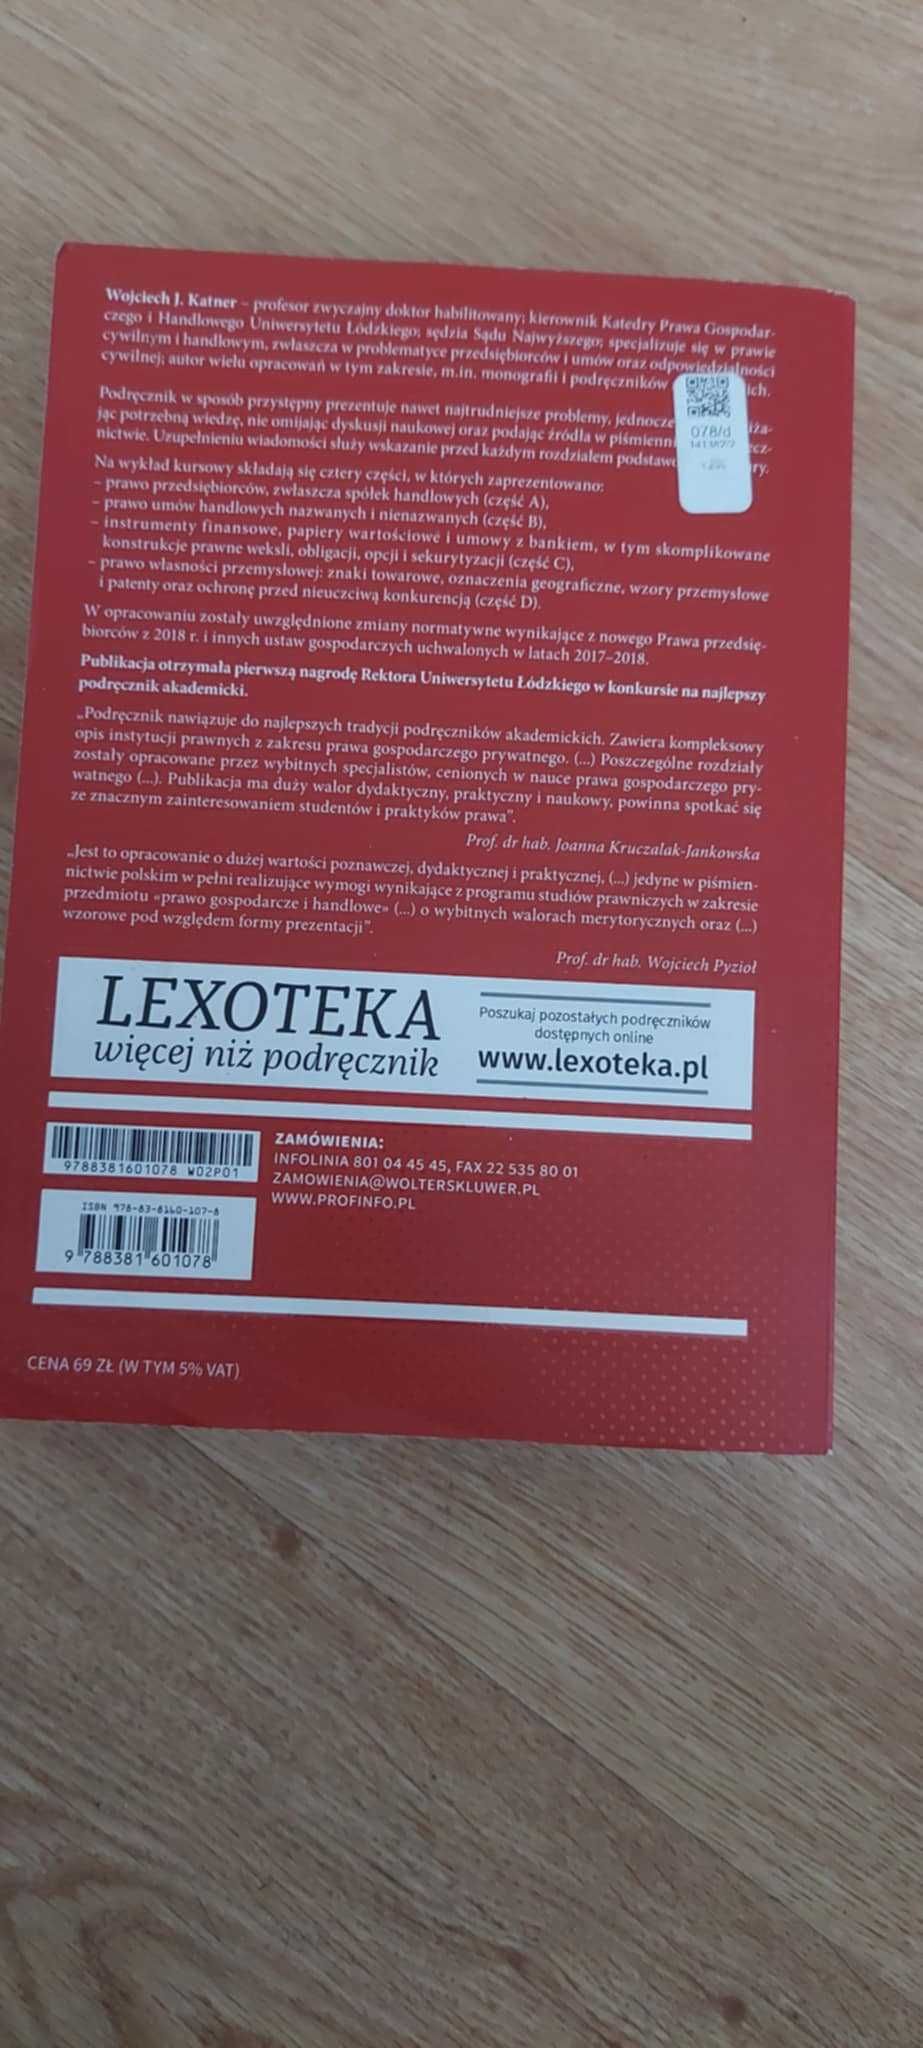 Wojciech J. Katner – profesor zwyczajny doktor habilitowany; kierownik Katedry Prawa Gospodar-
czego i Handlowego Uniwersytetu Łódzkiego; sędzia Sądu Najwyższego; specjalizuje się w prawie
cywilnym i handlowym, zwłaszcza w problematyce przedsiębiorców i umów oraz odpowiedzialności
cywilnej; autor wielu opracowań w tym zakresie, m.in. monografii i podręczników
Podręcznik w sposób przystępny prezentuje nawet najtrudniejsze problemy,
jąc potrzebną wiedzę, nie omijając dyskusji naukowej oraz podając źródła w
nictwie. Uzupełnieniu wiadomości służy wskazanie przed każdym rozdziałem
078/d
Na wykład kursowy składają się cztery części, w których zaprezentowano:
– prawo przedsiębiorców, zwłaszcza spółek handlowych (część A),
– prawo umów handlowych nazwanych i nienazwanych (część B),
– instrumenty finansowe, papiery wartościowe i umowy z bankiem, w tym skomplikowane
konstrukcje prawne weksli, obligacji, opcji i sekurytyzacji (część C),
– prawo własności przemysłowej: znaki towarowe, oznaczenia geograficzne, wzory przemysłowe
i patenty oraz ochronę przed nieuczciwą konkurencją (część D).
W opracowaniu zostały uwzględnione zmiany normatywne wynikające z nowego Prawa przedsię-
biorców z 2018 r. i innych ustaw gospodarczych uchwalonych w latach 2017–2018.
Publikacja otrzymała pierwszą nagrodę Rektora Uniwersytetu Łódzkiego w konkursie na najlepszy
podręcznik akademicki.
„Podręcznik nawiązuje do najlepszych tradycji podręczników akademickich. Zawiera kompleksowy
opis instytucji prawnych z zakresu prawa gospodarczego prywatnego. (...) Poszczególne rozdziały
zostały opracowane przez wybitnych specjalistów, cenionych w nauce prawa gospodarczego pry-
watnego (...). Publikacja ma duży walor dydaktyczny, praktyczny i naukowy, powinna spotkać się
ze znacznym zainteresowaniem studentów i praktyków prawa”.
Prof. dr hab. Joanna Kruczalak-Jankowska
„Jest to opracowanie o dużej wartości poznawczej, dydaktycznej i praktycznej, (...) jedyne w piśmien-
nictwie polskim w pełni realizujące wymogi wynikające z programu studiów prawniczych w zakresie
przedmiotu «prawo gospodarcze i handlowe» (...) o wybitnych walorach merytorycznych oraz (...)
wzorowe pod względem formy prezentacji”.
Prof. dr hab. Wojciech Pyzioł
LEXOTEKA
więcej niż podręcznik
Poszukaj pozostałych podręczników
dostępnych online
www.lexoteka.pl
9788381601078 W02P01
ISBN 978-83-8160-107-8
9 788381 601078
ZAMÓWIENIA:
INFOLINIA 801 04 45 45, FAX 22 535 80 01
ZAMOWIENIA@WOLTERSKLUWER.PL
WWW.PROFINFO.PL
CENA 69 ZŁ (W TYM 5% VAT)